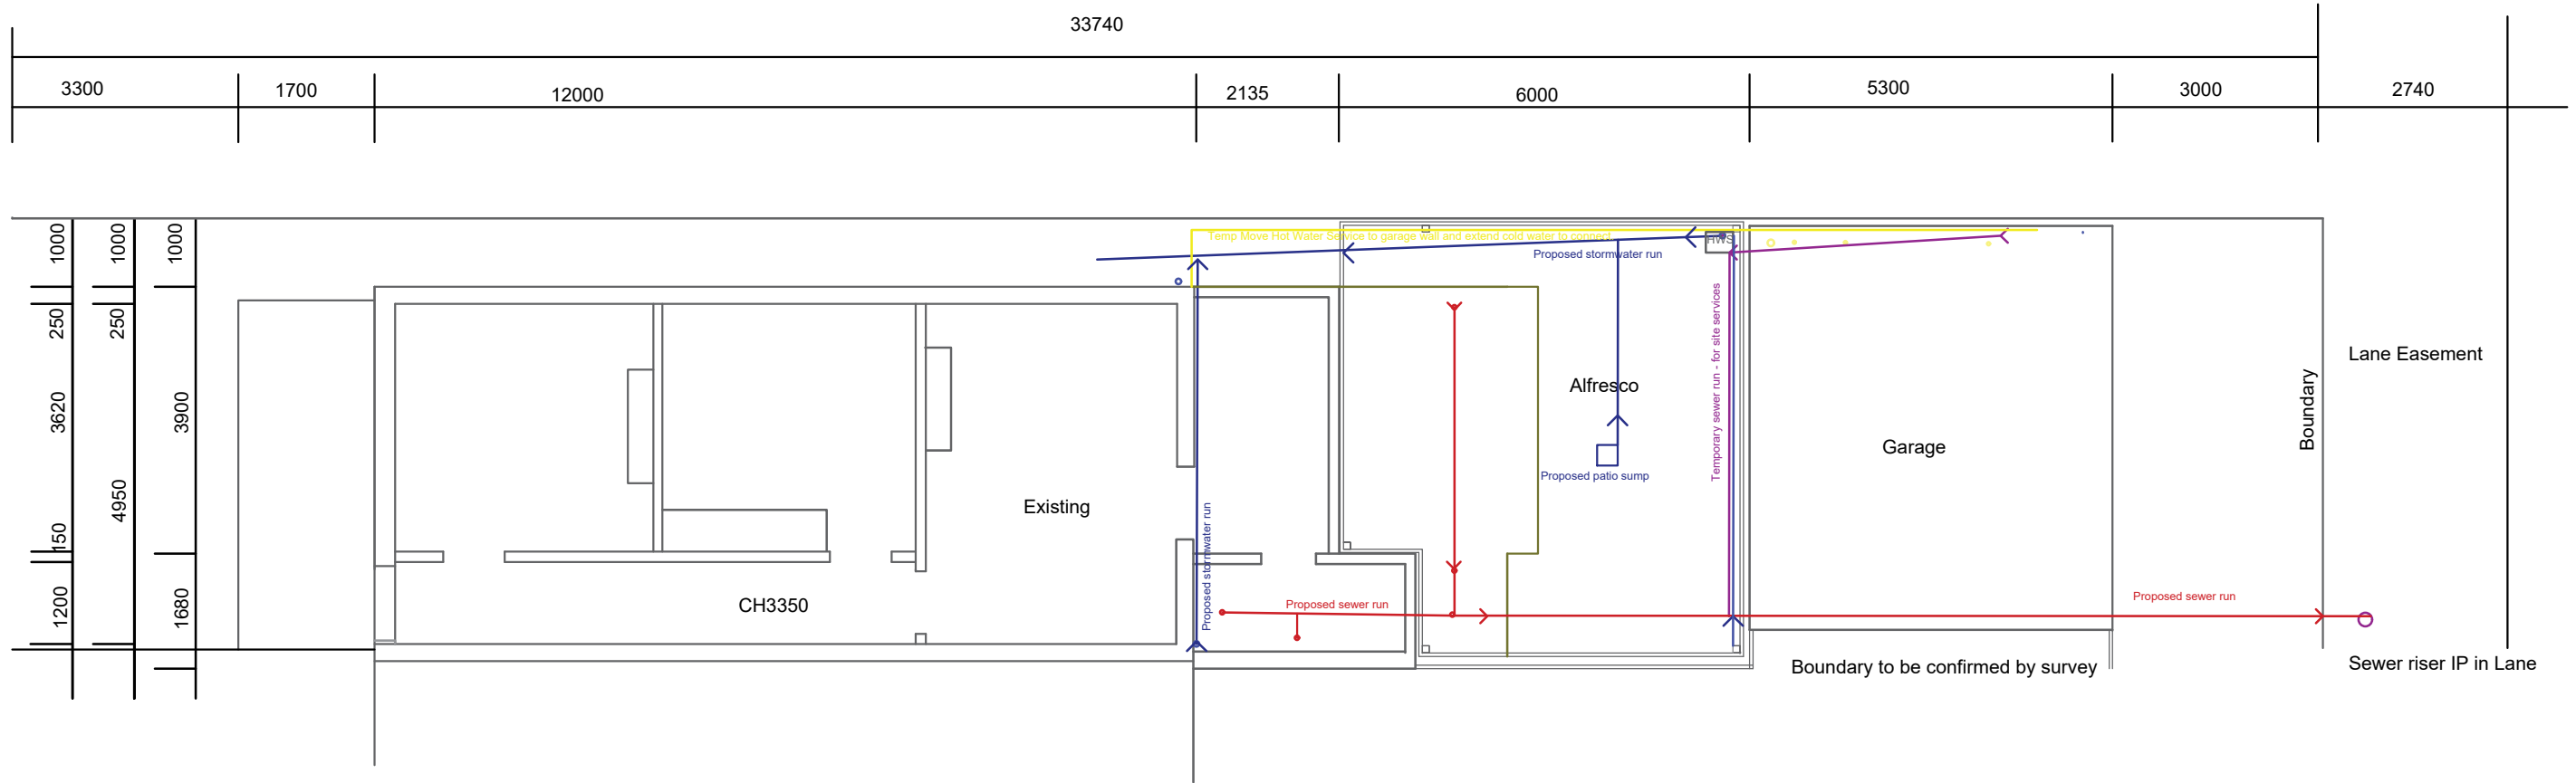 33740
3300
1700
12000
2135
6000
5300
3000
2740
1000
1000
1000
250
250
3620
3900
4950
150
1200
1680
Temp Move Hot Water Service to garage wall and extend cold water to connect
Proposed stormwater run
HWS
Temporary sewer run - for site services
Alfresco
Proposed patio sump
Garage
Boundary
Lane Easement
Existing
Proposed stormwater run
CH3350
Proposed sewer run
Proposed sewer run
Boundary to be confirmed by survey
Sewer riser IP in Lane